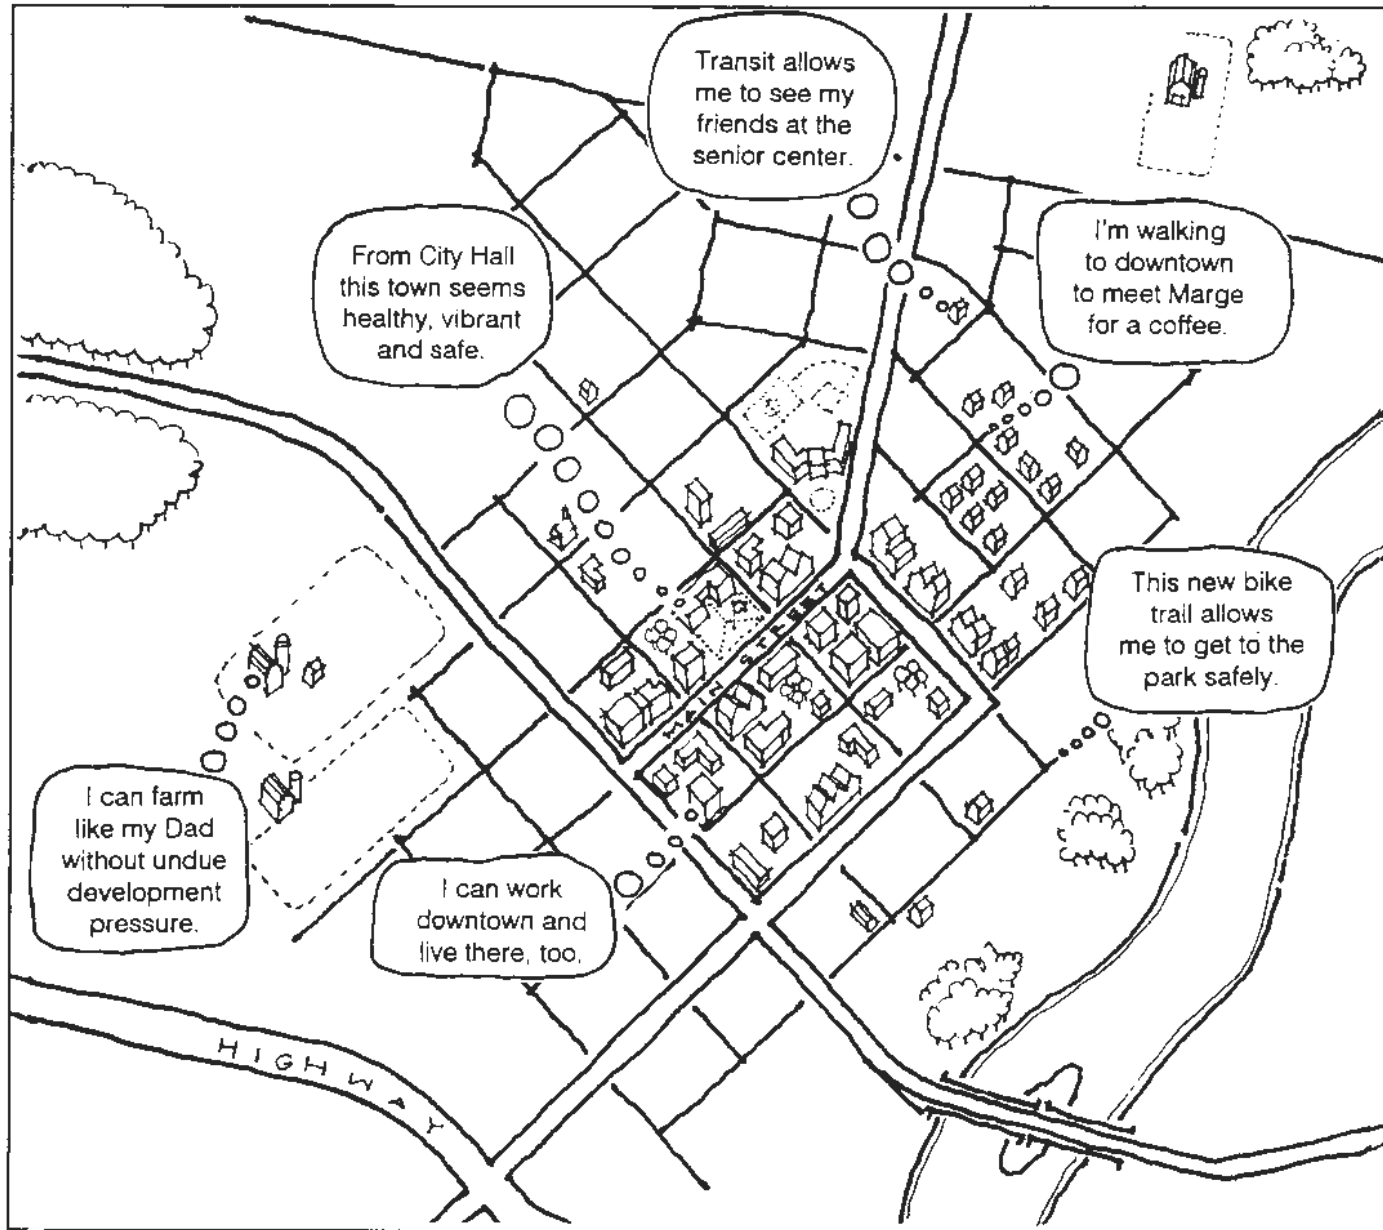 Transit allows
me to see my
friends at the
senior center.
From City Hall
this town seems
healthy, vibrant
and safe.
I'm walking
to downtown
to meet Marge
for a coffee.
This new bike
trail allows
me to get to the
park safely.
MAIN STREET
I can farm
like my Dad
without undue
development
pressure.
I can work
downtown and
live there, too.
HIGHWAY